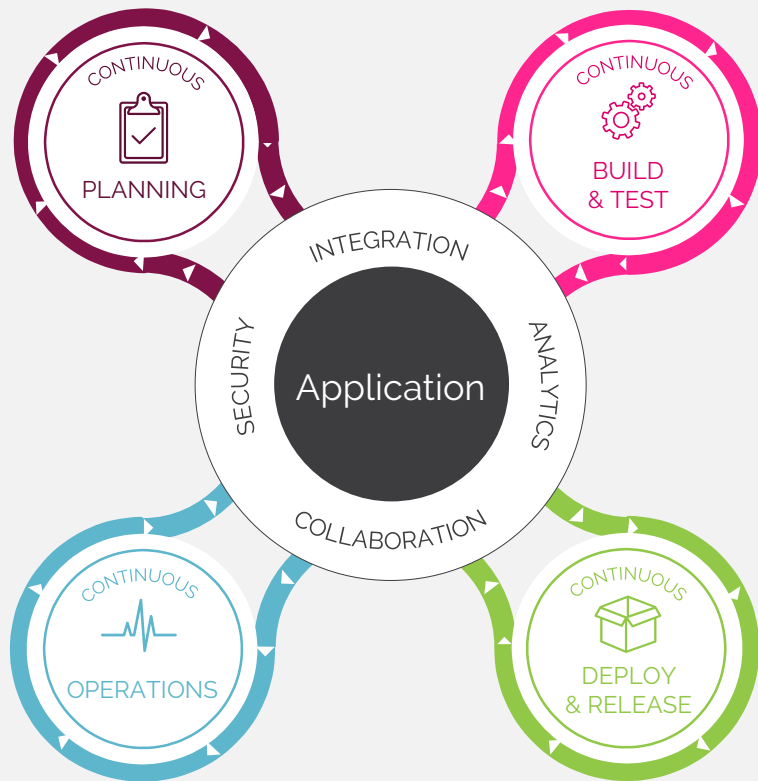 CONTINUOUS
PLANNING
CONTINUOUS
BUILD
& TEST
INTEGRATION
SECURITY
Application
ANALYTICS
COLLABORATION
CONTINUOUS
OPERATIONS
CONTINUOUS
DEPLOY
& RELEASE